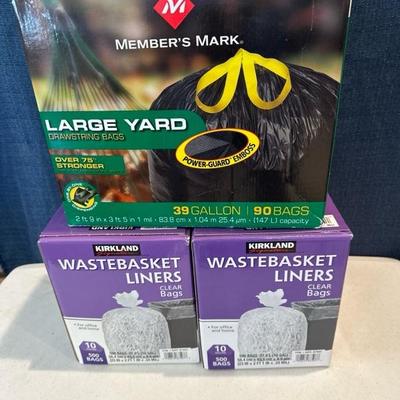 M
MEMBER'S MARK®
LARGE YARD
DRAWSTRING BAGS
OVER 75'
STRONGER
POWER-GUARD EMBOSS
39 GALLON | 90 BAGS
2 ft 9 in x 3 ft 5 in 1 mil • 83.8 cm x 1.04 m 25.4 µm • (147 L) capacity
KIRKLAND
Signature
WASTEBASKET
LINERS
CLEAR
Bags
• For office
and home
10
500
BAGS
KIRKLAND
Signature
WASTEBASKET
LINERS
CLEAR
Bags
• For office
and home
10
500
BAGS